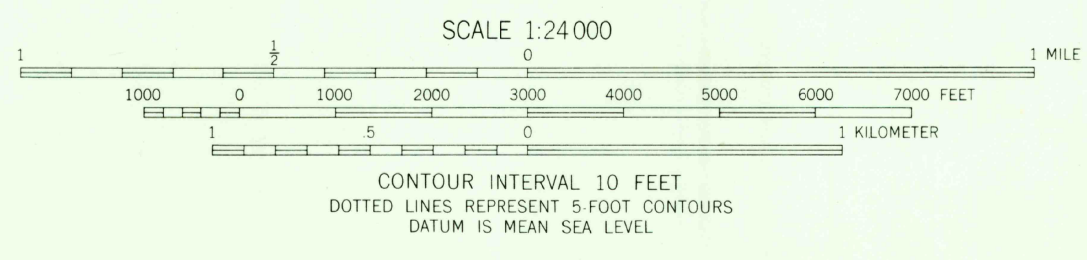 SCALE 1:24 000
1 ½ 0 1 MILE
1000 0 1000 2000 3000 4000 5000 6000 7000 FEET
1 .5 0 1 KILOMETER
CONTOUR INTERVAL 10 FEET
DOTTED LINES REPRESENT 5-FOOT CONTOURS
DATUM IS MEAN SEA LEVEL